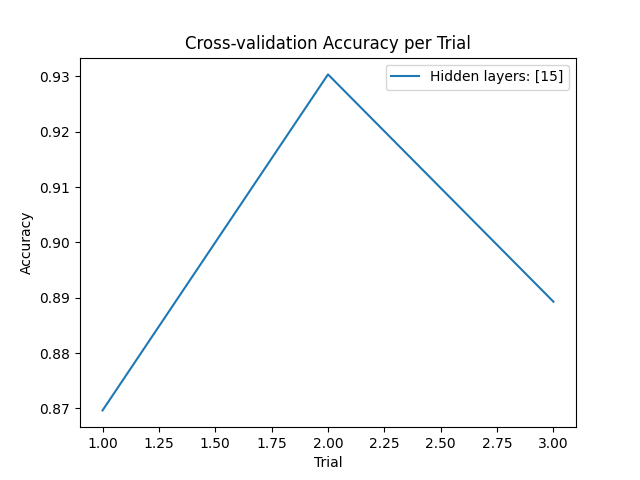 Cross-validation Accuracy per Trial
Hidden layers: [15]
0.93
0.92
0.91
0.90
0.89
0.88
0.87
Accuracy
1.00 1.25 1.50 1.75 2.00 2.25 2.50 2.75 3.00
Trial